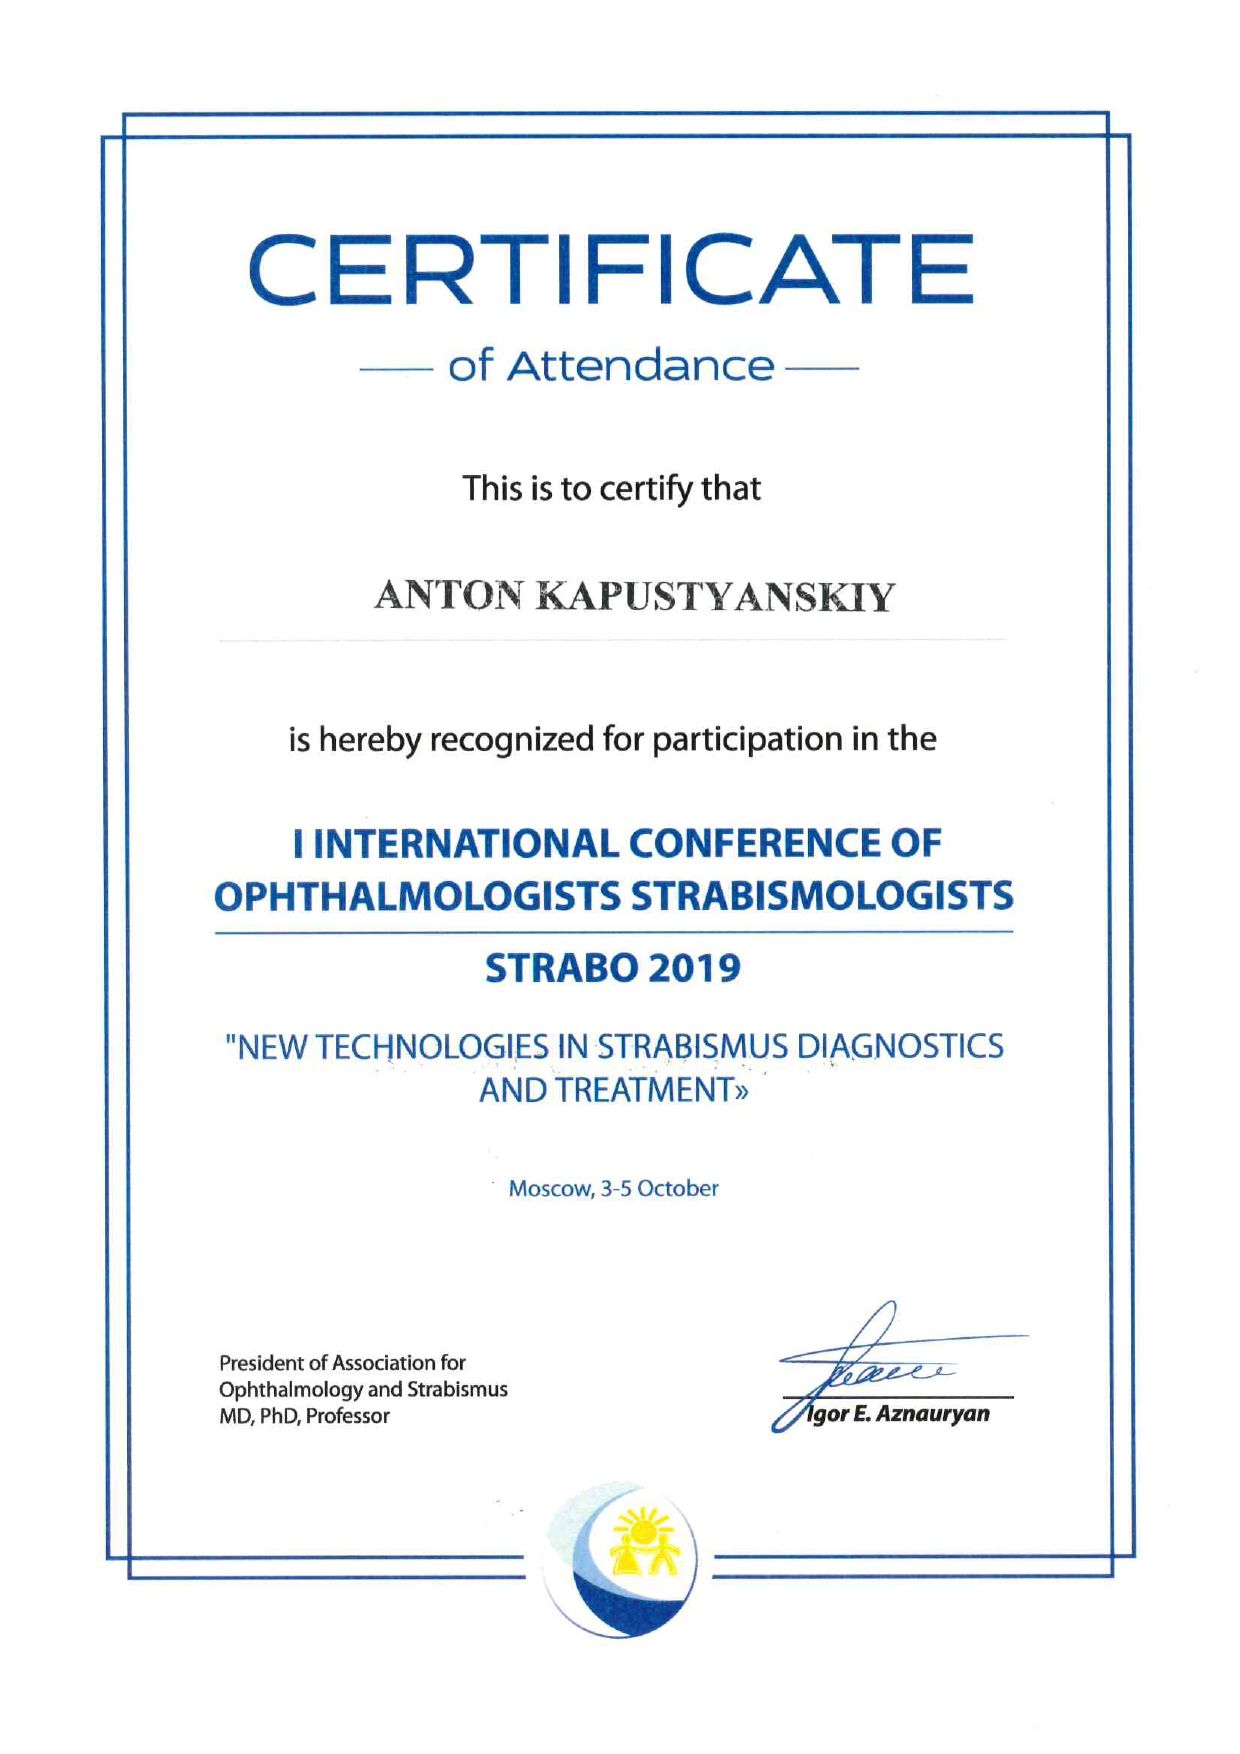 CERTIFICATE
of Attendance
This is to certify that
ANTON KAPUSTYANSKIY
is hereby recognized for participation in the
I INTERNATIONAL CONFERENCE OF
OPHTHALMOLOGISTS STRABISMOLOGISTS
STRABO 2019
"NEW TECHNOLOGIES IN STRABISMUS DIAGNOSTICS
AND TREATMENT»
Moscow, 3-5 October
President of Association for
Ophthalmology and Strabismus
MD, PhD, Professor
Igor E. Aznauryan